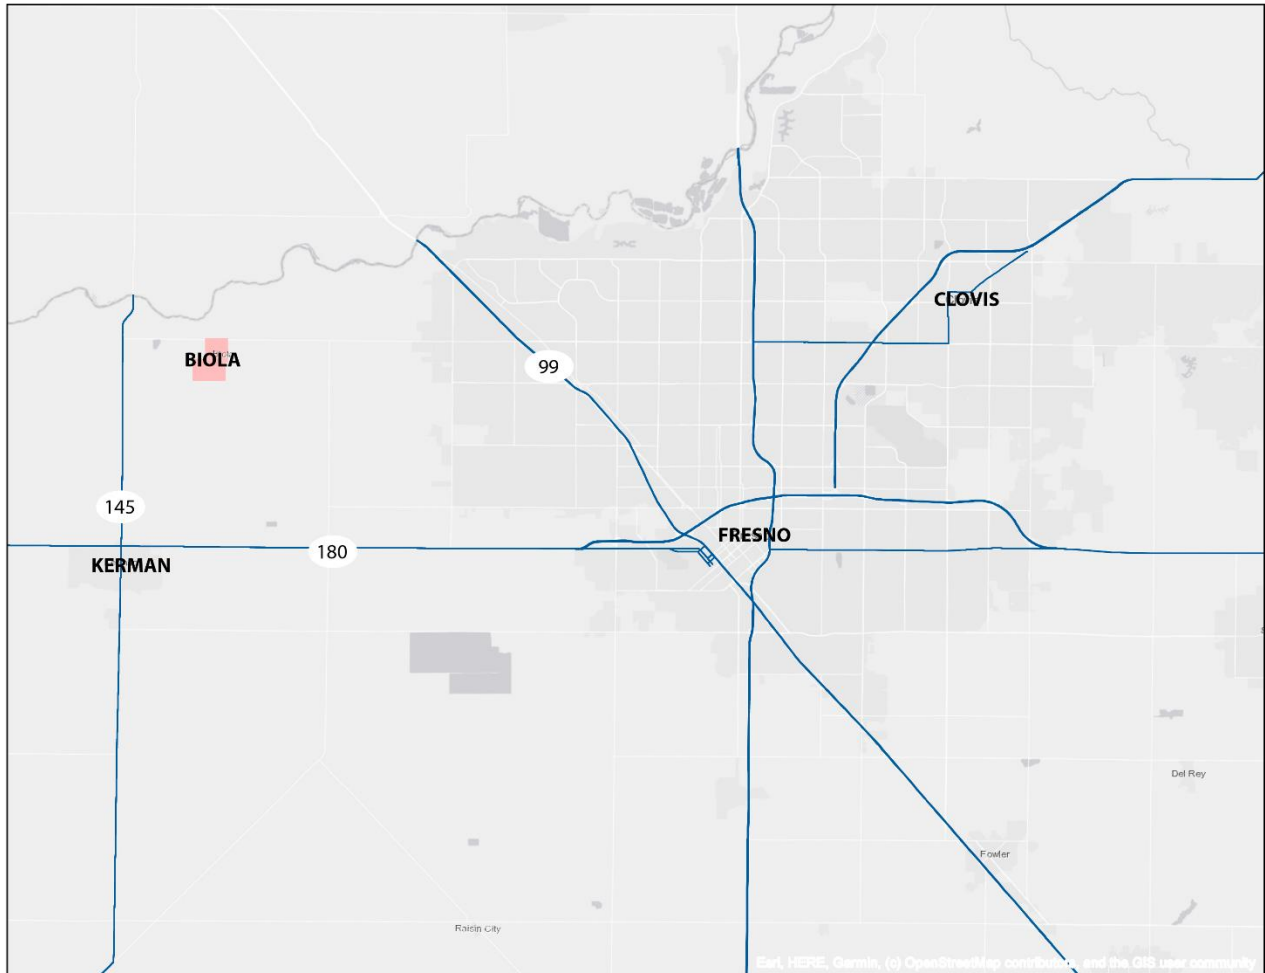 CLOVIS
BIOLA
99
145
FRESNO
180
KERMAN
Del Rey
Fowler
Raisin City
Esri, HERE, Garmin, (c) OpenStreetMap contributors, and the GIS user community